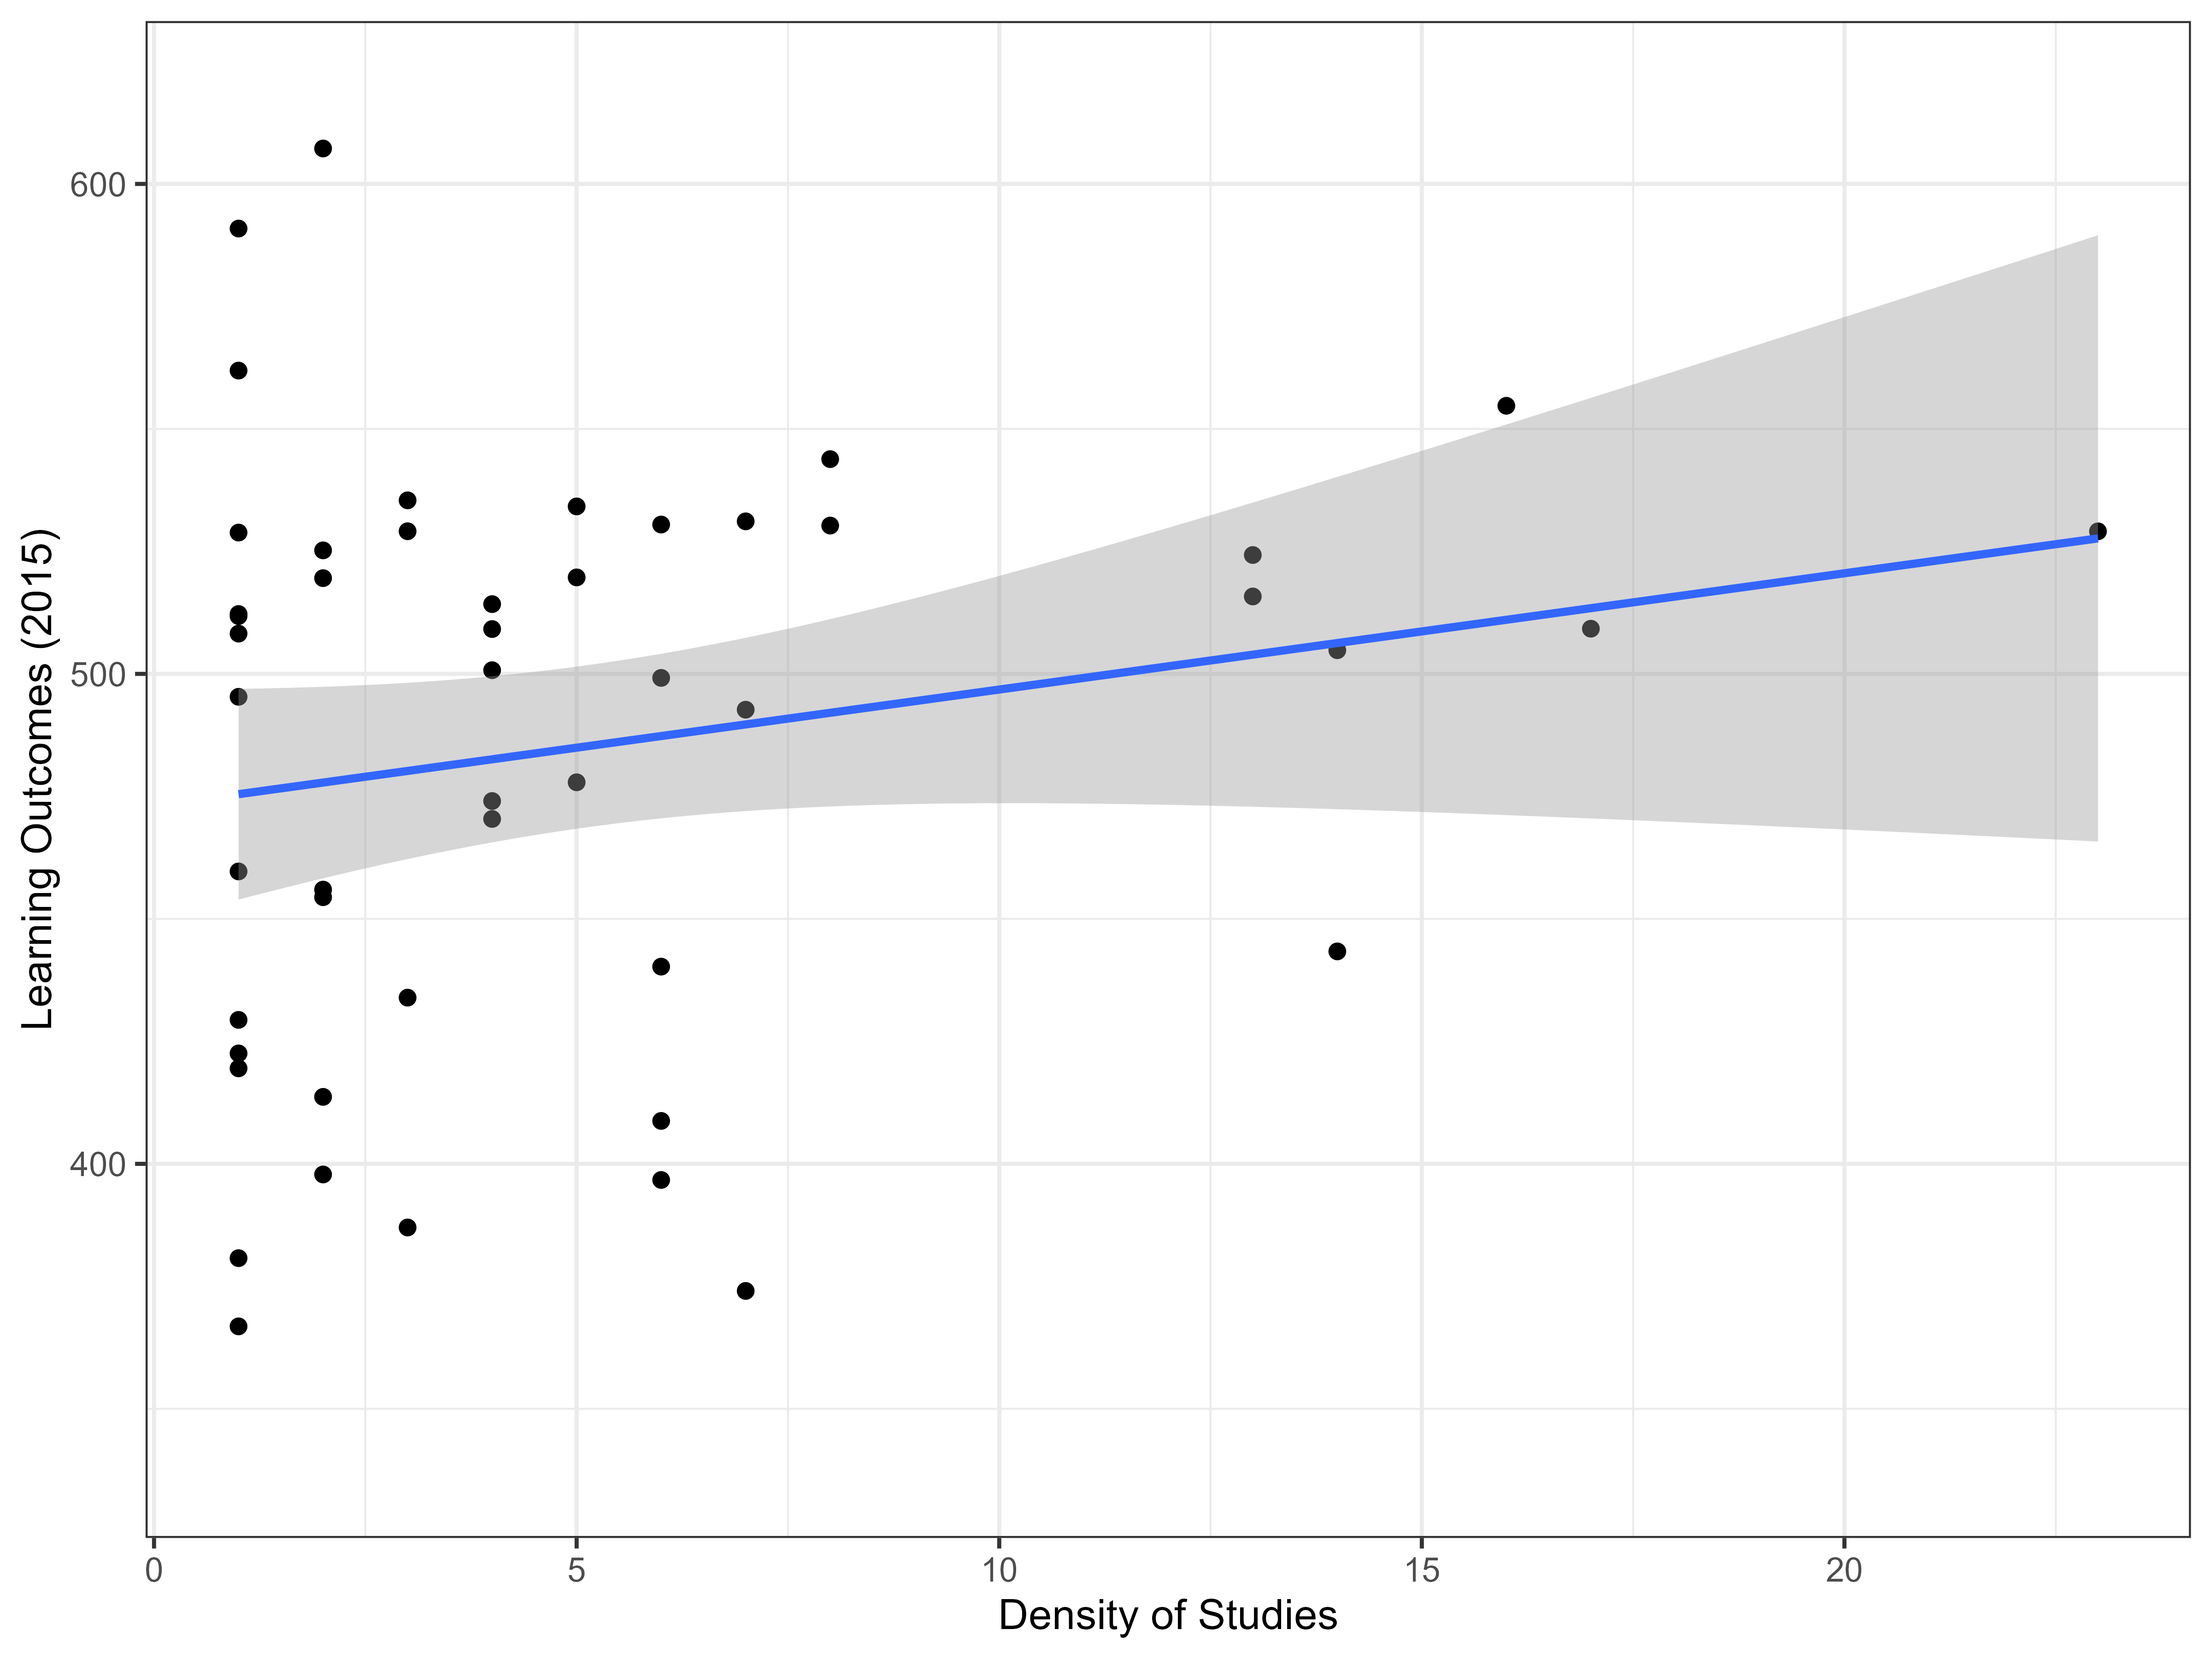 Learning Outcomes (2015)
600
500
400
0 5 10 15 20
Density of Studies